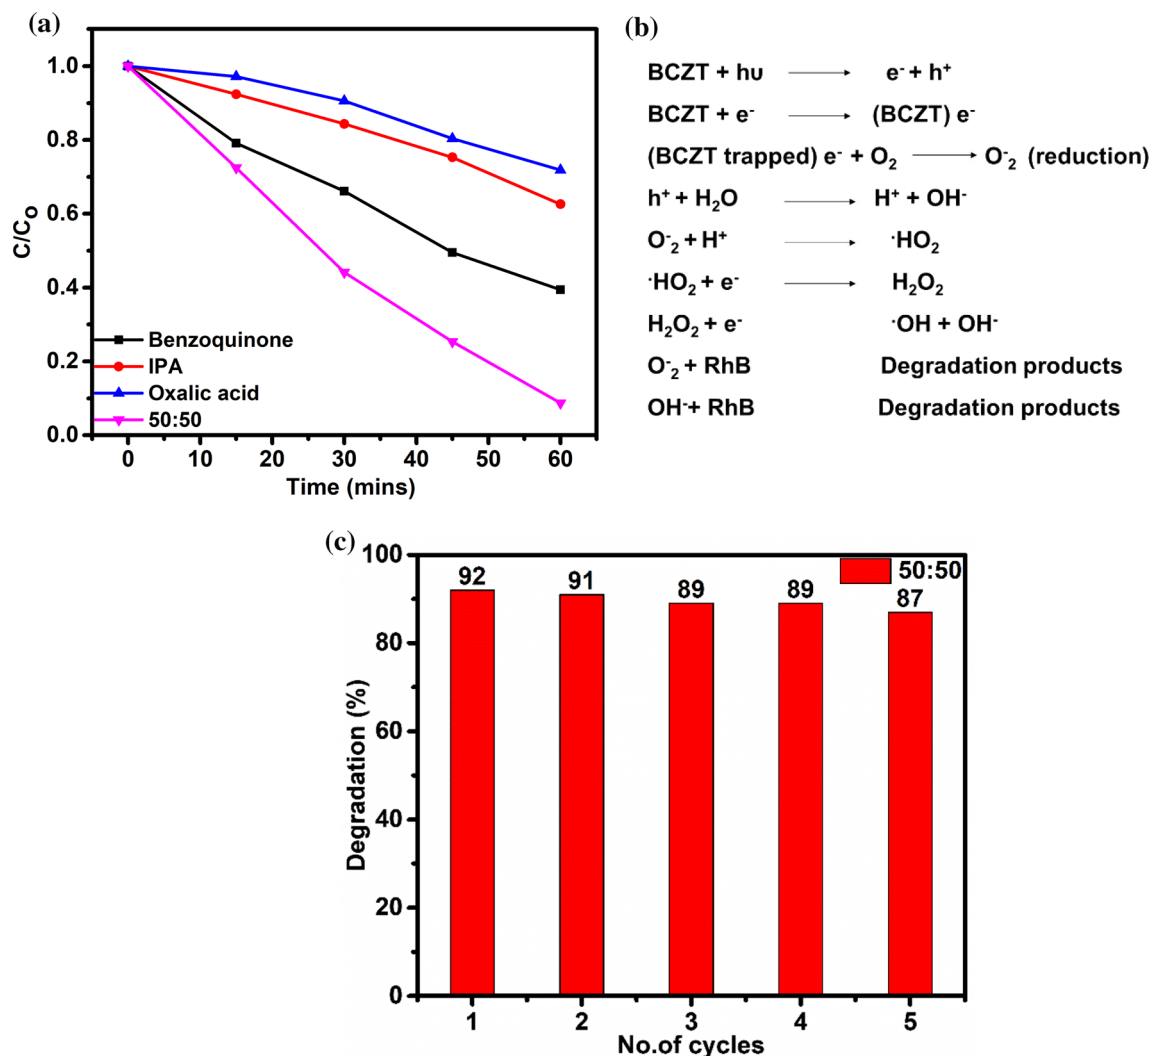 (a)
1.0
0.8
0.6
0.4
0.2
0.0
C/C₀
Benzoquinone
IPA
Oxalic acid
50:50
0 10 20 30 40 50 60
Time (mins)
(b)
BCZT + hυ ⟶ e⁻ + h⁺
BCZT + e⁻ ⟶ (BCZT) e⁻
(BCZT trapped) e⁻ + O₂ ⟶ O⁻₂ (reduction)
h⁺ + H₂O ⟶ H⁺ + OH⁻
O⁻₂ + H⁺ ⟶ ·HO₂
·HO₂ + e⁻ ⟶ H₂O₂
H₂O₂ + e⁻ ·OH + OH⁻
O⁻₂ + RhB Degradation products
OH⁻+ RhB Degradation products
(c)
100
80
60
40
20
0
Degradation (%)
50:50
92 91 89 89 87
1 2 3 4 5
No.of cycles